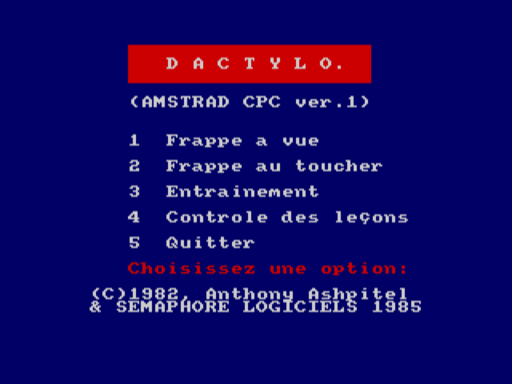 D A C T Y L O.
(AMSTRAD CPC ver.1)
1 Frappe a vue
2 Frappe au toucher
3 Entrainement
4 Controle des leçons
5 Quitter
Choisissez une option:
(C)1982, Anthony Ashpitel
& SEMAPHORE LOGICIELS 1985